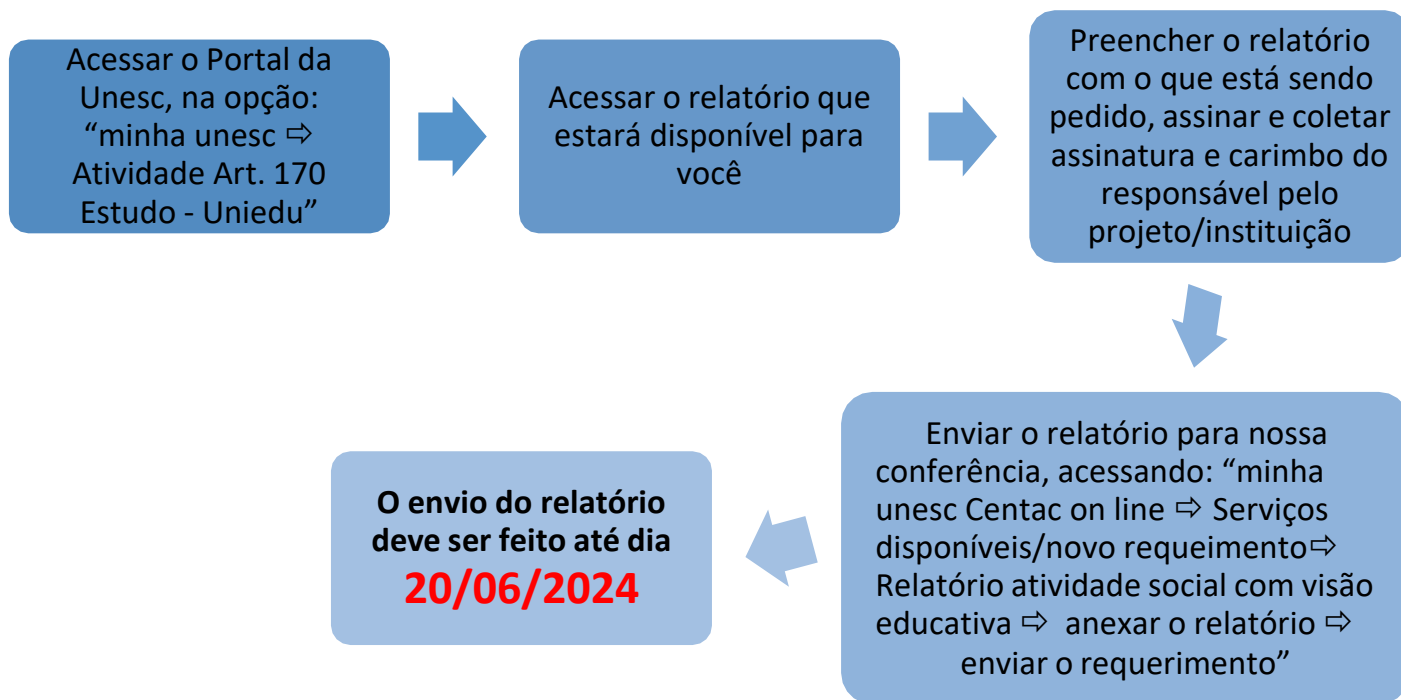 Acessar o Portal da
Unesc, na opção:
“minha unesc ⇨
Atividade Art. 170
Estudo - Uniedu”
Acessar o relatório que
estará disponível para
você
Preencher o relatório
com o que está sendo
pedido, assinar e coletar
assinatura e carimbo do
responsável pelo
projeto/instituição
Enviar o relatório para nossa
conferência, acessando: “minha
unesc Centac on line ⇨ Serviços
disponíveis/novo requeimento⇨
Relatório atividade social com visão
educativa ⇨ anexar o relatório ⇨
enviar o requerimento”
O envio do relatório
deve ser feito até dia
20/06/2024